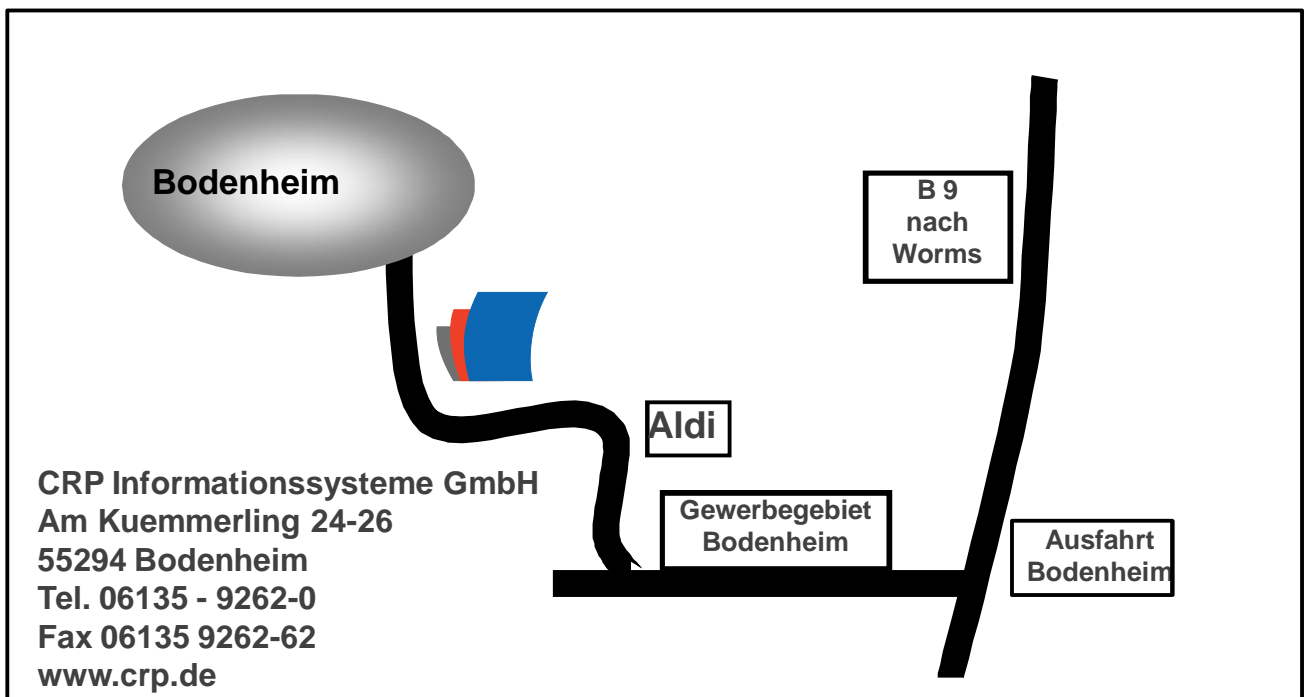 Bodenheim
B 9
nach
Worms
Aldi
Gewerbegebiet
Bodenheim
Ausfahrt
Bodenheim
CRP Informationssysteme GmbH
Am Kuemmerling 24-26
55294 Bodenheim
Tel. 06135 - 9262-0
Fax 06135 9262-62
www.crp.de